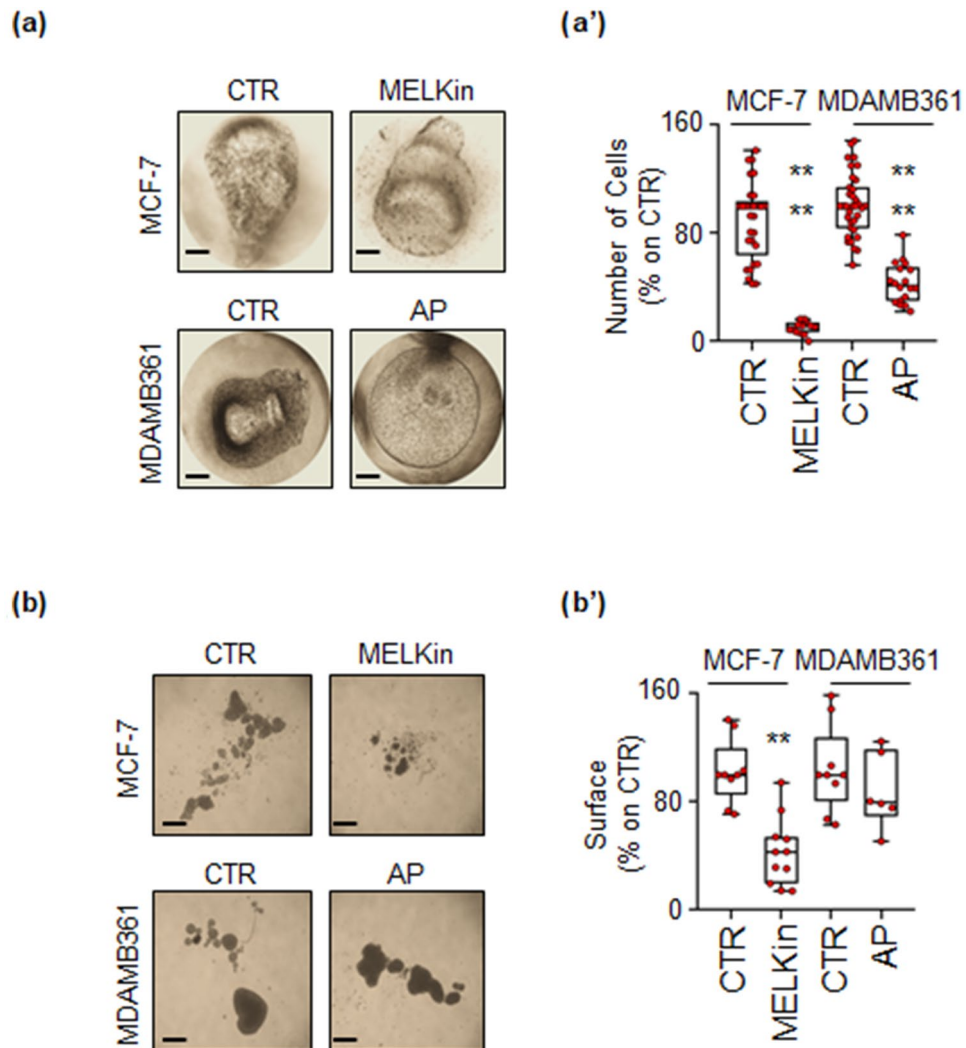 (a)
CTR MELKin
MCF-7
CTR AP
MDAMB361
(a’)
MCF-7 MDAMB361
160
80
0
Number of Cells
(% on CTR)
** **
** **
CTR
MELKin
CTR
AP
(b)
CTR MELKin
MCF-7
CTR AP
MDAMB361
(b’)
MCF-7 MDAMB361
160
80
0
Surface
(% on CTR)
**
CTR
MELKin
CTR
AP